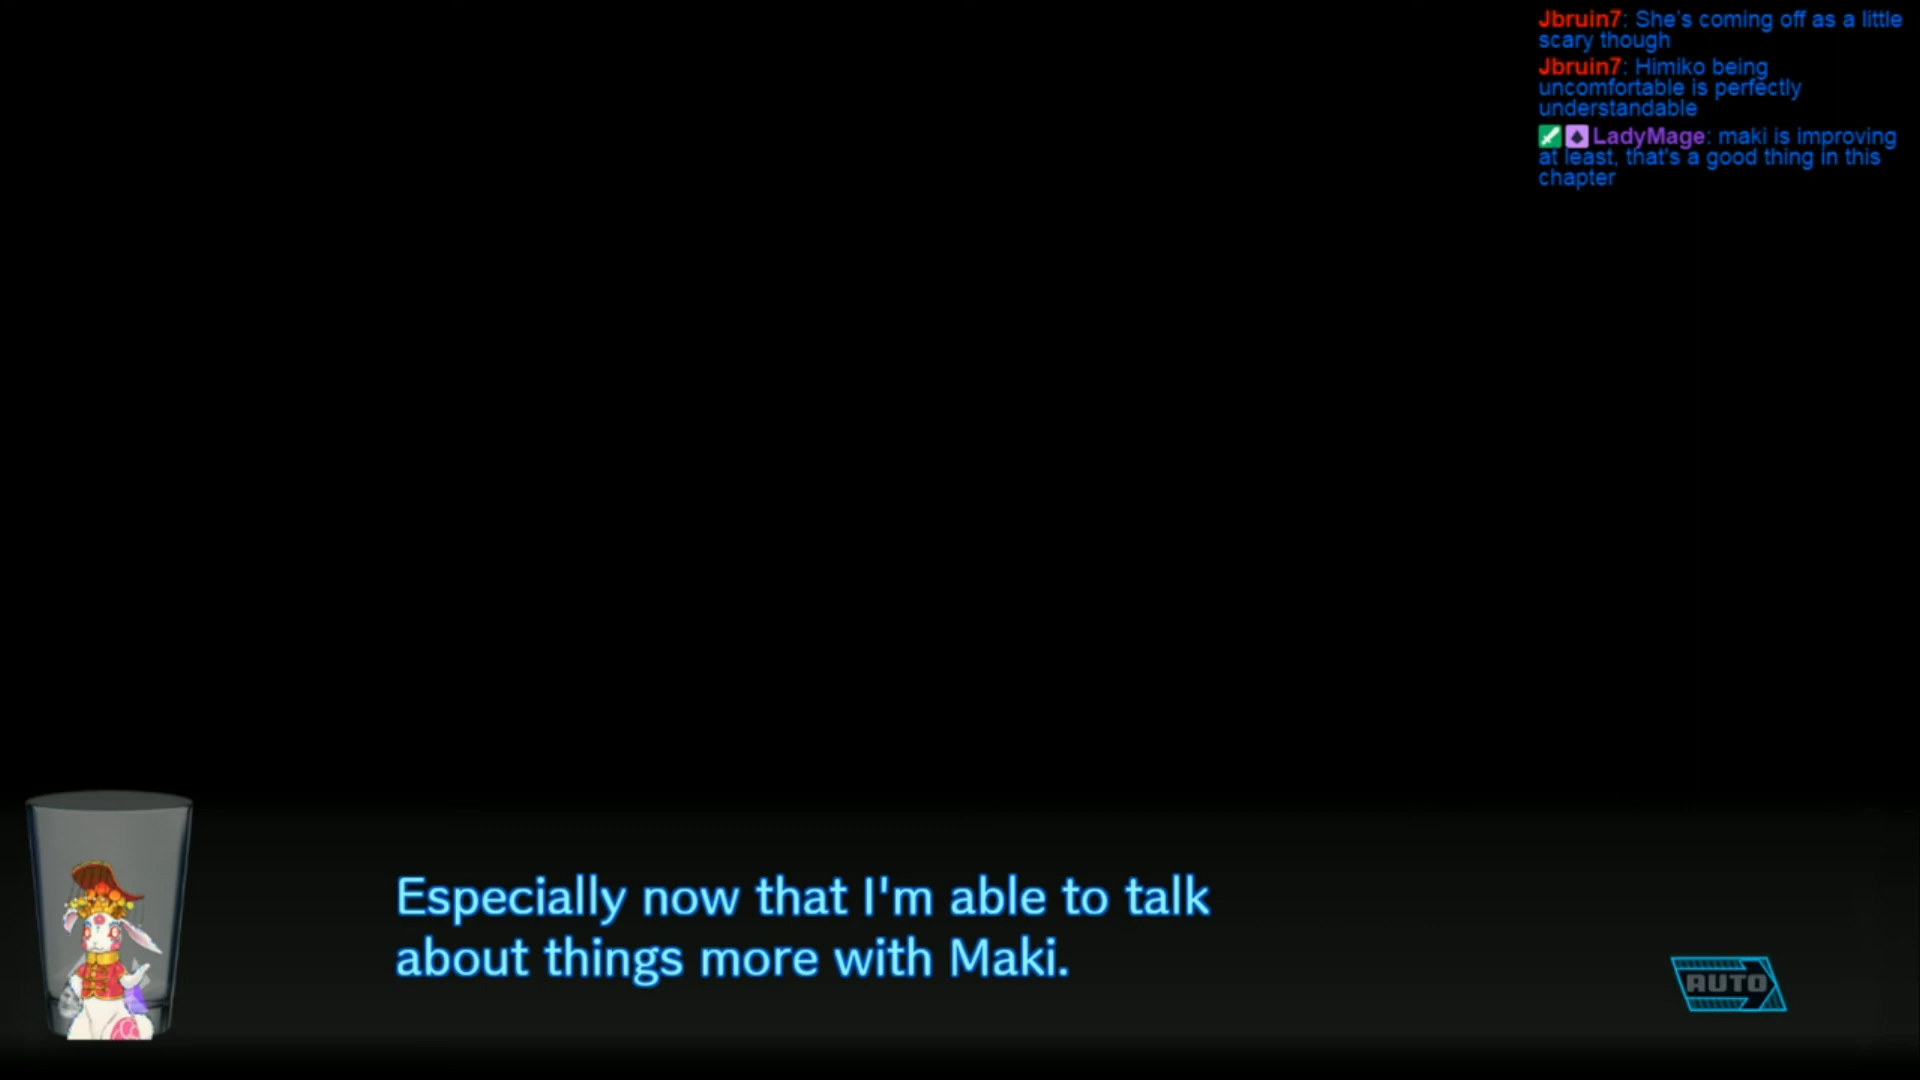 Jbruin7: She's coming off as a little
scary though
Jbruin7: Himiko being
uncomfortable is perfectly
understandable
LadyMage: maki is improving
at least, that's a good thing in this
chapter
Especially now that I'm able to talk
about things more with Maki.
AUTO